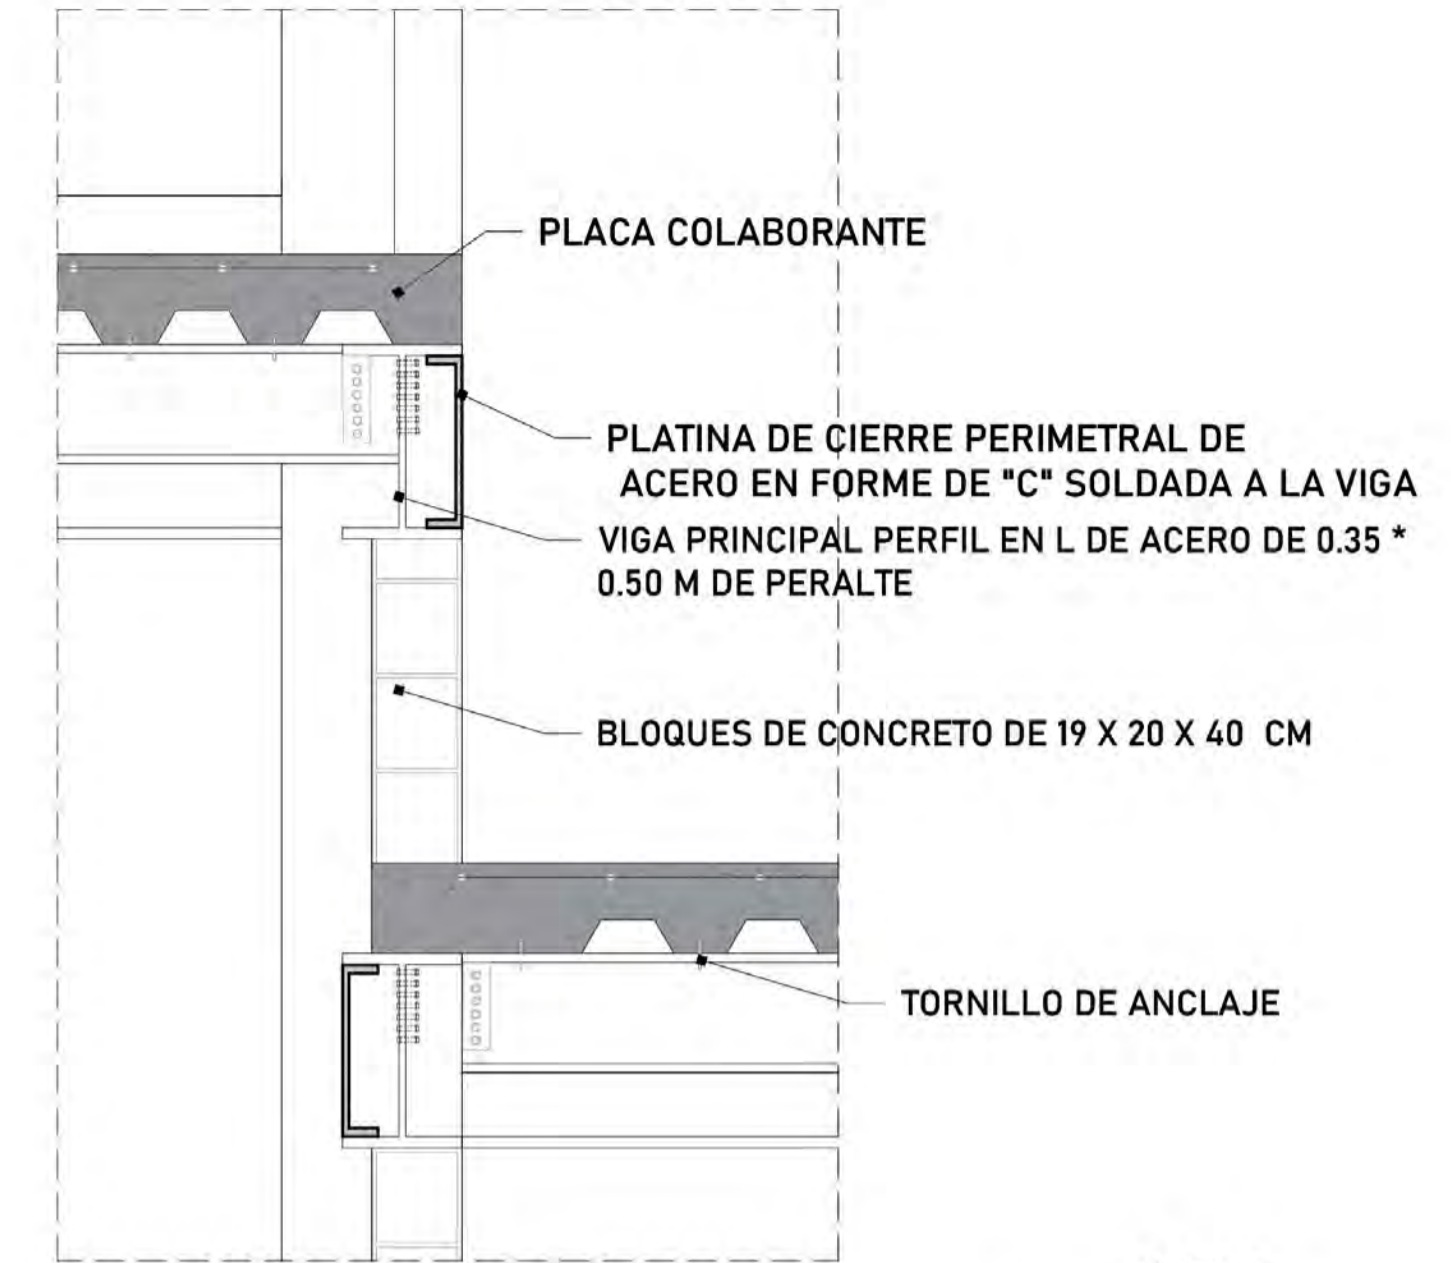 PLACA COLABORANTE
PLATINA DE CIERRE PERIMETRAL DE
ACERO EN FORME DE "C" SOLDADA A LA VIGA
VIGA PRINCIPAL PERFIL EN L DE ACERO DE 0.35 *
0.50 M DE PERALTE
BLOQUES DE CONCRETO DE 19 X 20 X 40 CM
TORNILLO DE ANCLAJE